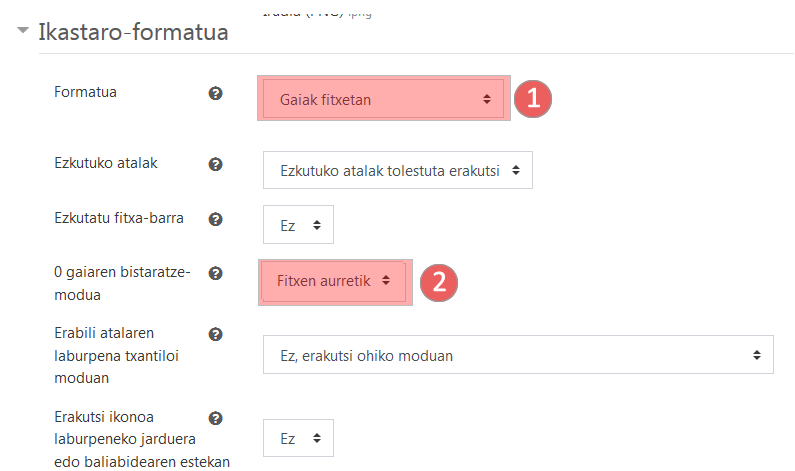 Ikastaro-formatua
Formatua
Gaiak fitxetan
1
Ezkutuko atalak
Ezkutuko atalak tolestuta erakutsi
Ezkutatu fitxa-barra
Ez
0 gaiaren bistaratze-
modua
Fitxen aurretik
2
Erabili atalaren
laburpena txantiloi
moduan
Ez, erakutsi ohiko moduan
Erakutsi ikonoa
laburpeneko jarduera
edo baliabidearen estekan
Ez